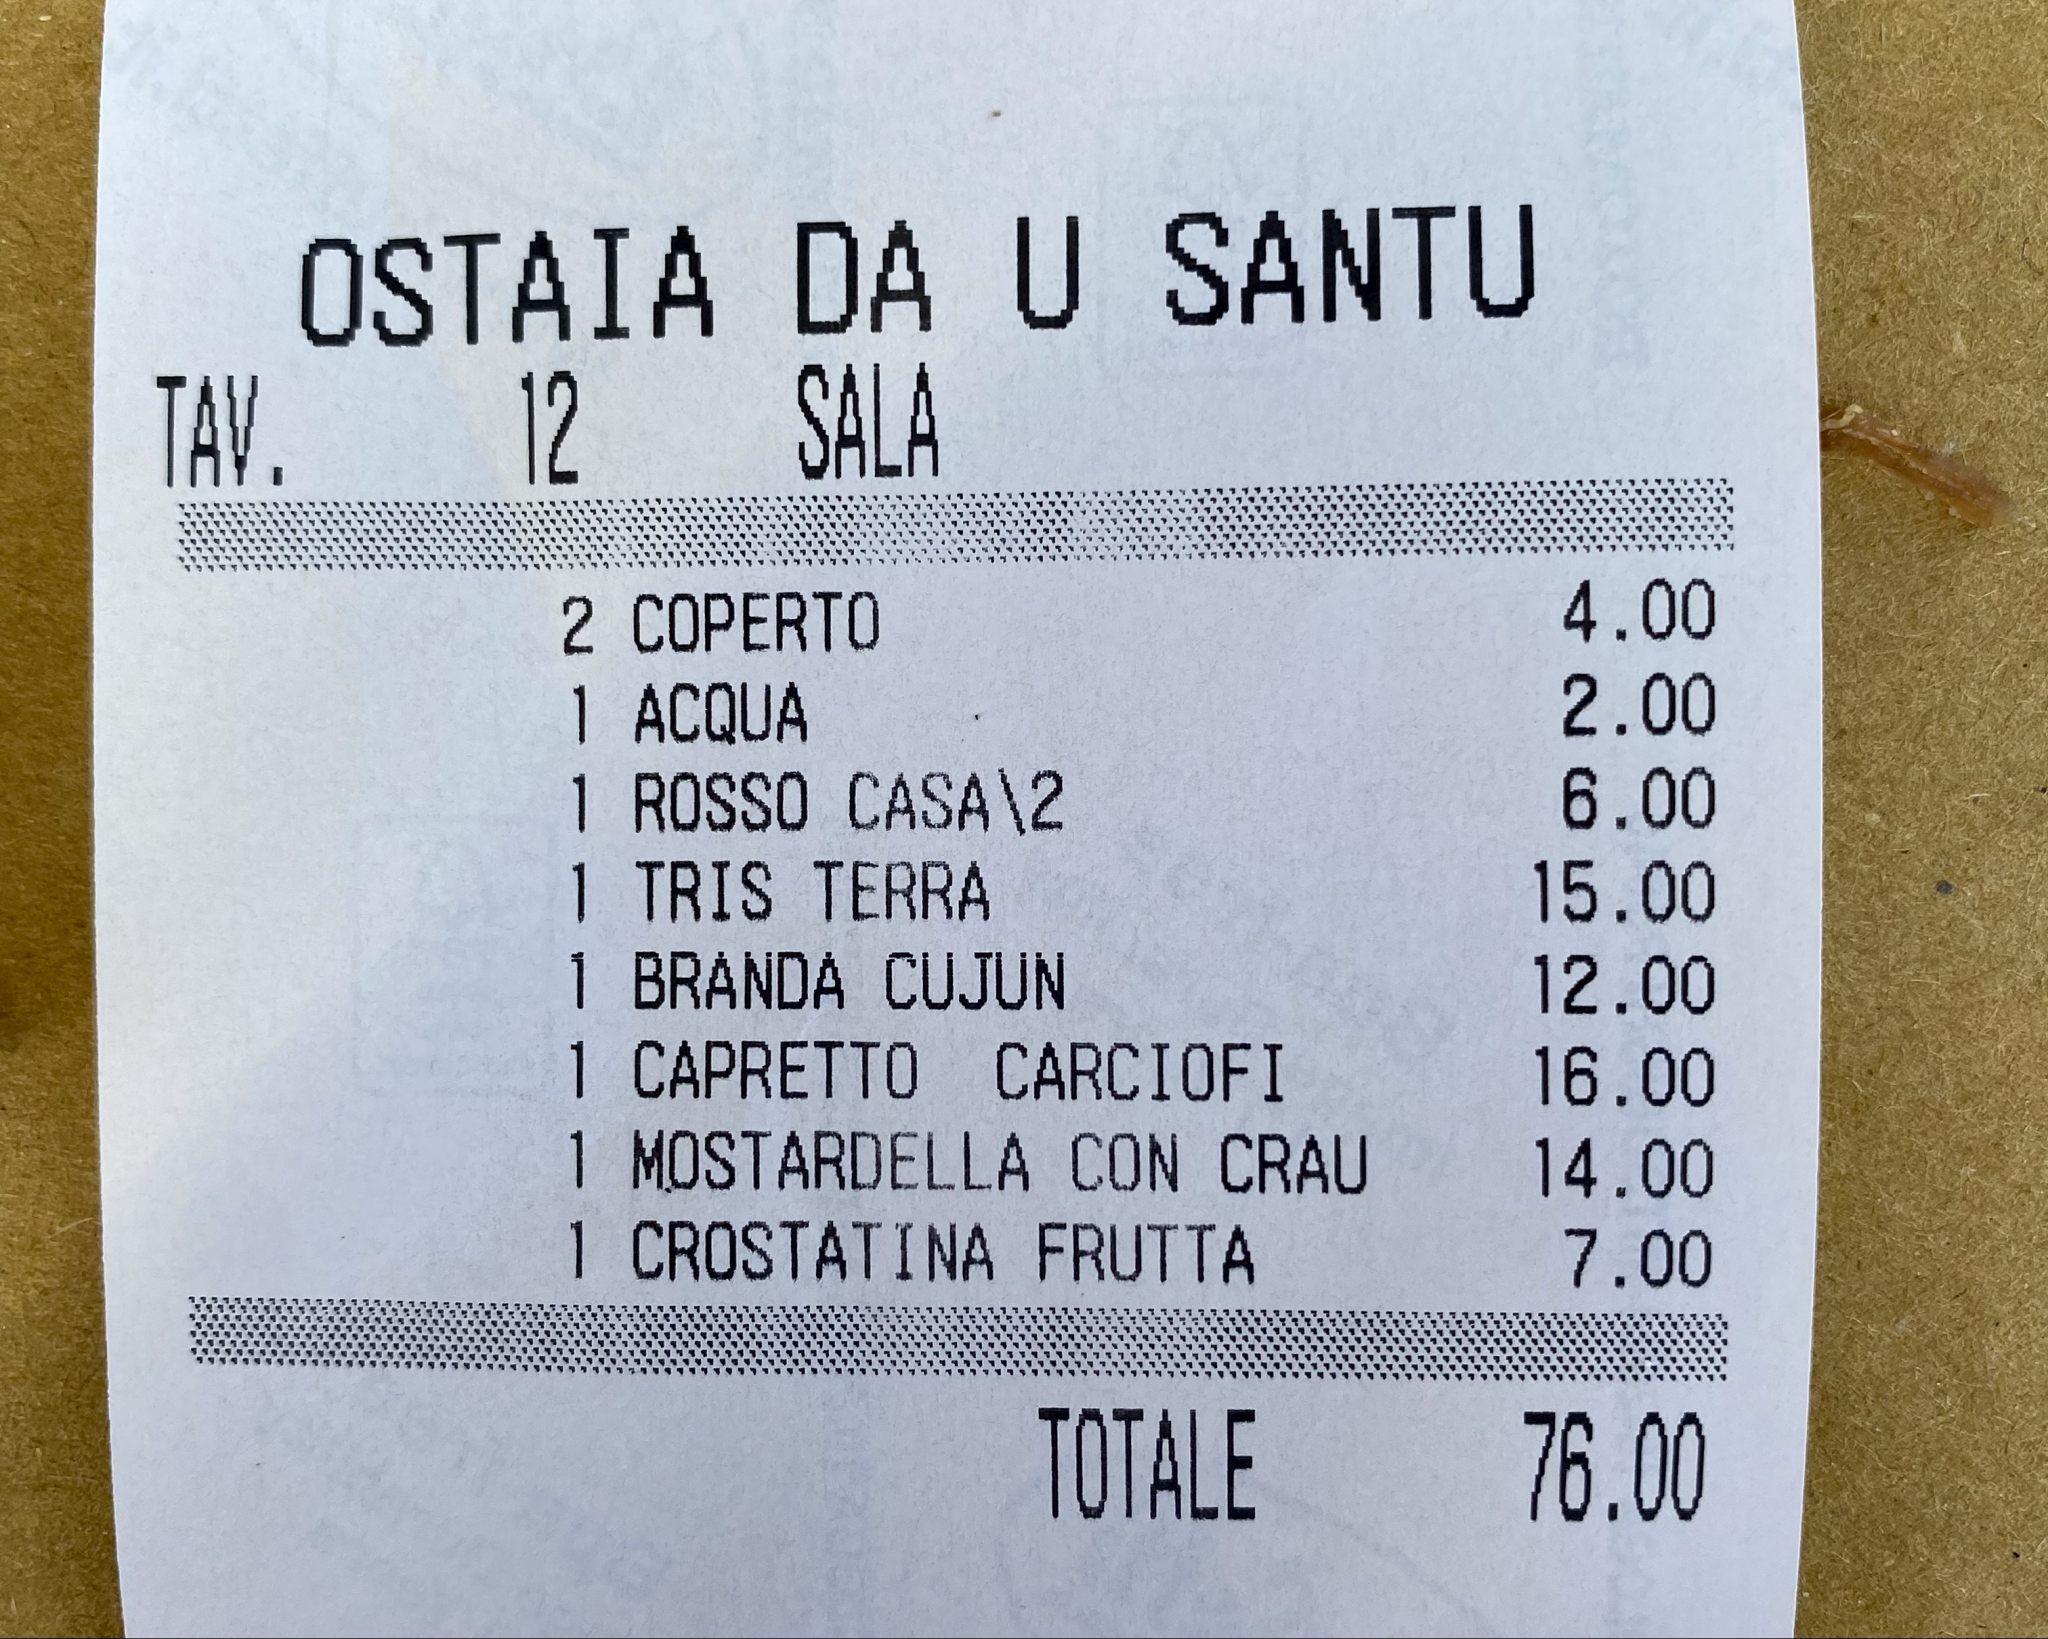 OSTAIA DA U SANTU
TAV. 12 SALA
2 COPERTO 4.00
1 ACQUA 2.00
1 ROSSO CASA\2 6.00
1 TRIS TERRA 15.00
1 BRANDA CUJUN 12.00
1 CAPRETTO CARCIOFI 16.00
1 MOSTARDELLA CON CRAU 14.00
1 CROSTATINA FRUTTA 7.00
TOTALE 76.00